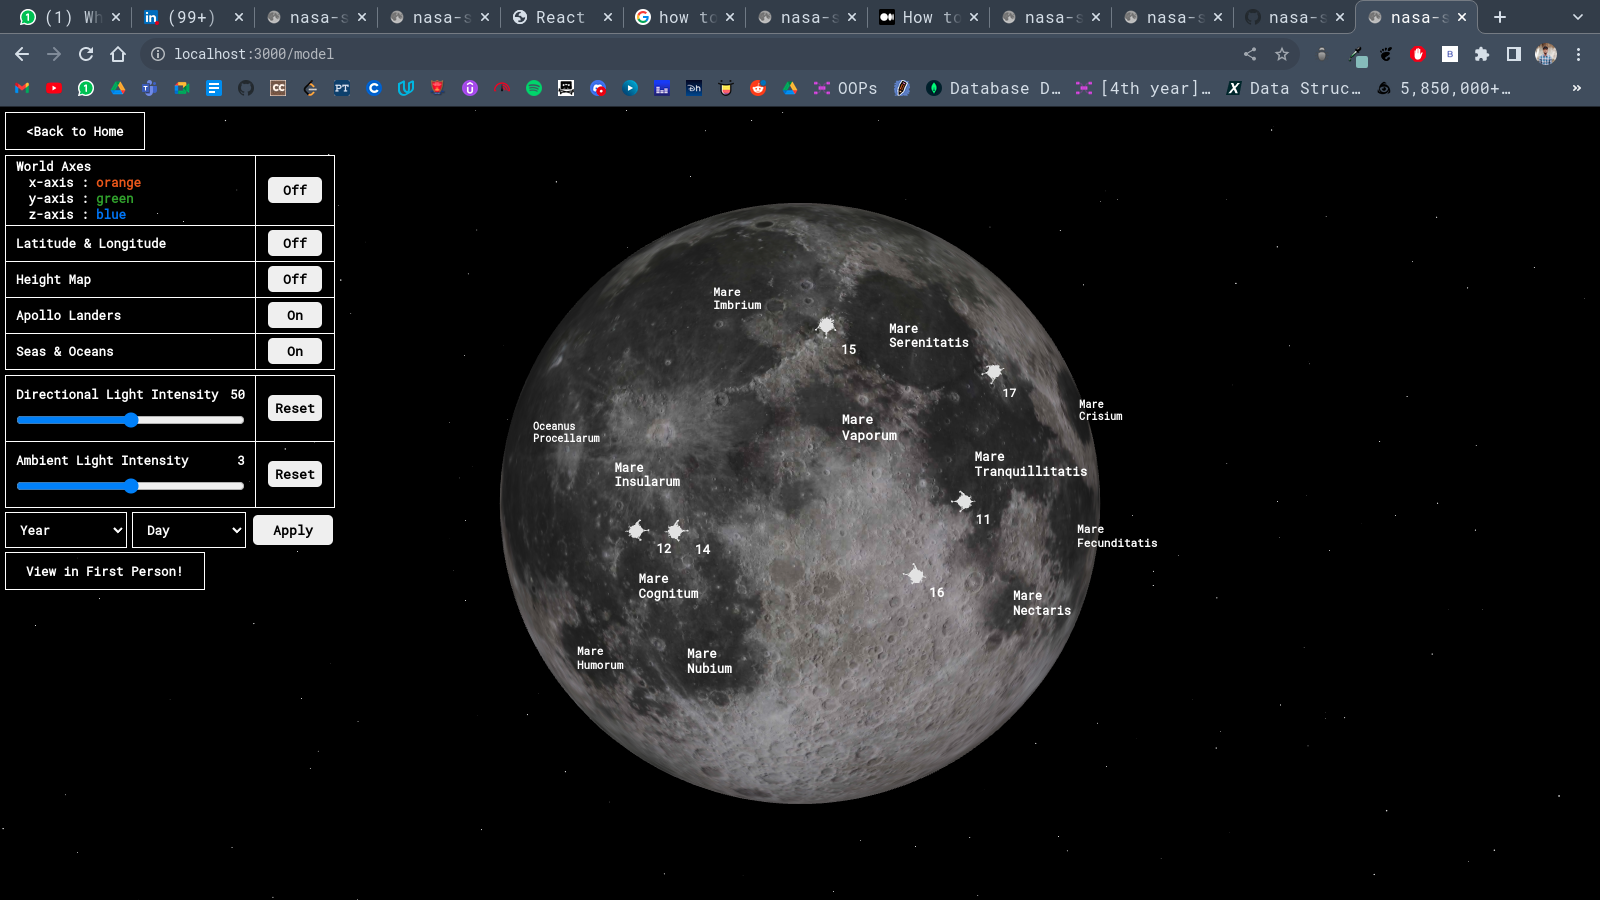 (1) Wh
(99+)
nasa-s
nasa-s
React
how to
nasa-s
How to
nasa-s
nasa-s
nasa-s
nasa-s
localhost:3000/model
OOPs
Database D…
[4th year]…
Data Struc…
5,850,000+…
<Back to Home
World Axes
x-axis : orange
y-axis : green
z-axis : blue
Off
Latitude & Longitude
Off
Height Map
Off
Apollo Landers
On
Seas & Oceans
On
Directional Light Intensity 50
Reset
Ambient Light Intensity 3
Reset
Year
Day
Apply
View in First Person!
Mare
Imbrium
15
Mare
Serenitatis
17
Mare
Crisium
Mare
Vaporum
Oceanus
Procellarum
Mare
Insularum
Mare
Tranquillitatis
11
12
14
Mare
Fecunditatis
Mare
Cognitum
16
Mare
Nectaris
Mare
Humorum
Mare
Nubium